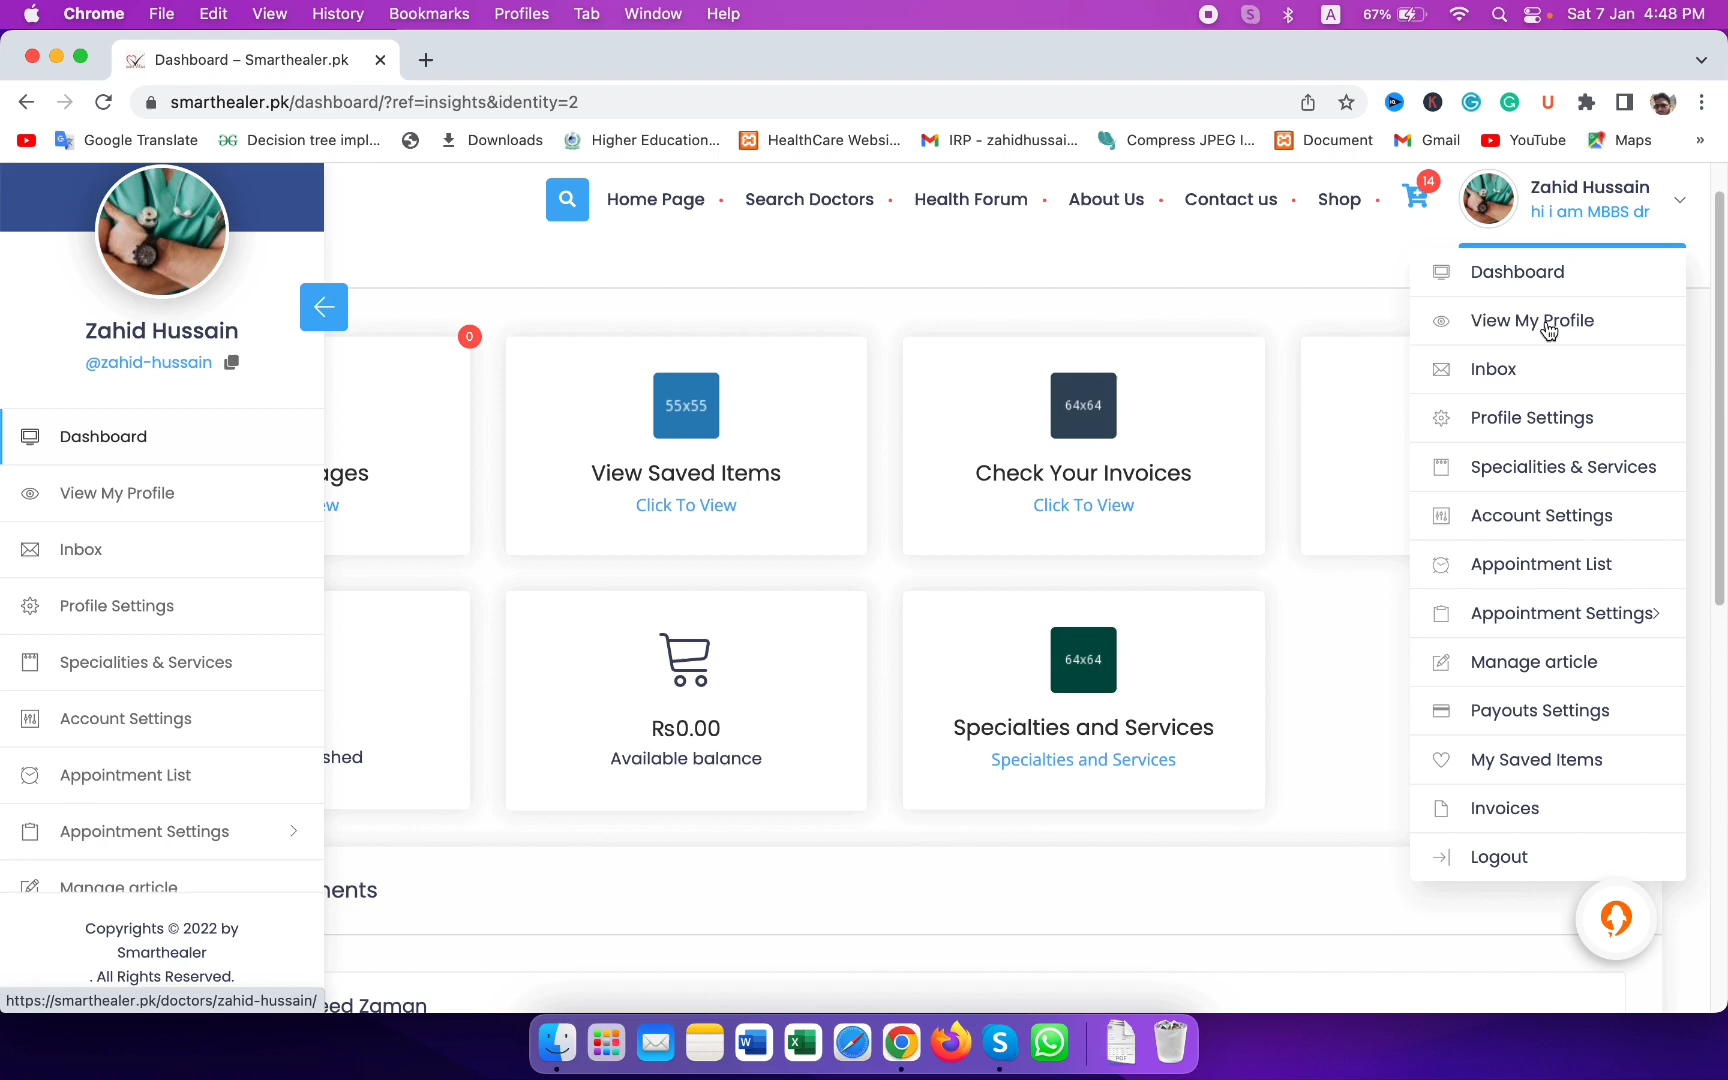 Chrome File Edit View History Bookmarks Profiles Tab Window Help
A 67% Sat 7 Jan 4:48 PM
Dashboard – Smarthealer.pk
smarthealer.pk/dashboard/?ref=insights&identity=2
Google Translate Decision tree impl... Downloads Higher Education... HealthCare Websi... IRP - zahidhussai... Compress JPEG I... Document Gmail YouTube Maps »
Home Page Search Doctors Health Forum About Us Contact us Shop 14
Zahid Hussain
hi i am MBBS dr
Zahid Hussain
@zahid-hussain
Dashboard
View My Profile
Inbox
Profile Settings
Specialities & Services
Account Settings
Appointment List
Appointment Settings
Manage article
Copyrights © 2022 by
Smarthealer
. All Rights Reserved.
https://smarthealer.pk/doctors/zahid-hussain/
0
ages
ew
55x55
View Saved Items
Click To View
64x64
Check Your Invoices
Click To View
shed
Rs0.00
Available balance
64x64
Specialties and Services
Specialties and Services
nents
eed Zaman
Dashboard
View My Profile
Inbox
Profile Settings
Specialities & Services
Account Settings
Appointment List
Appointment Settings
Manage article
Payouts Settings
My Saved Items
Invoices
Logout